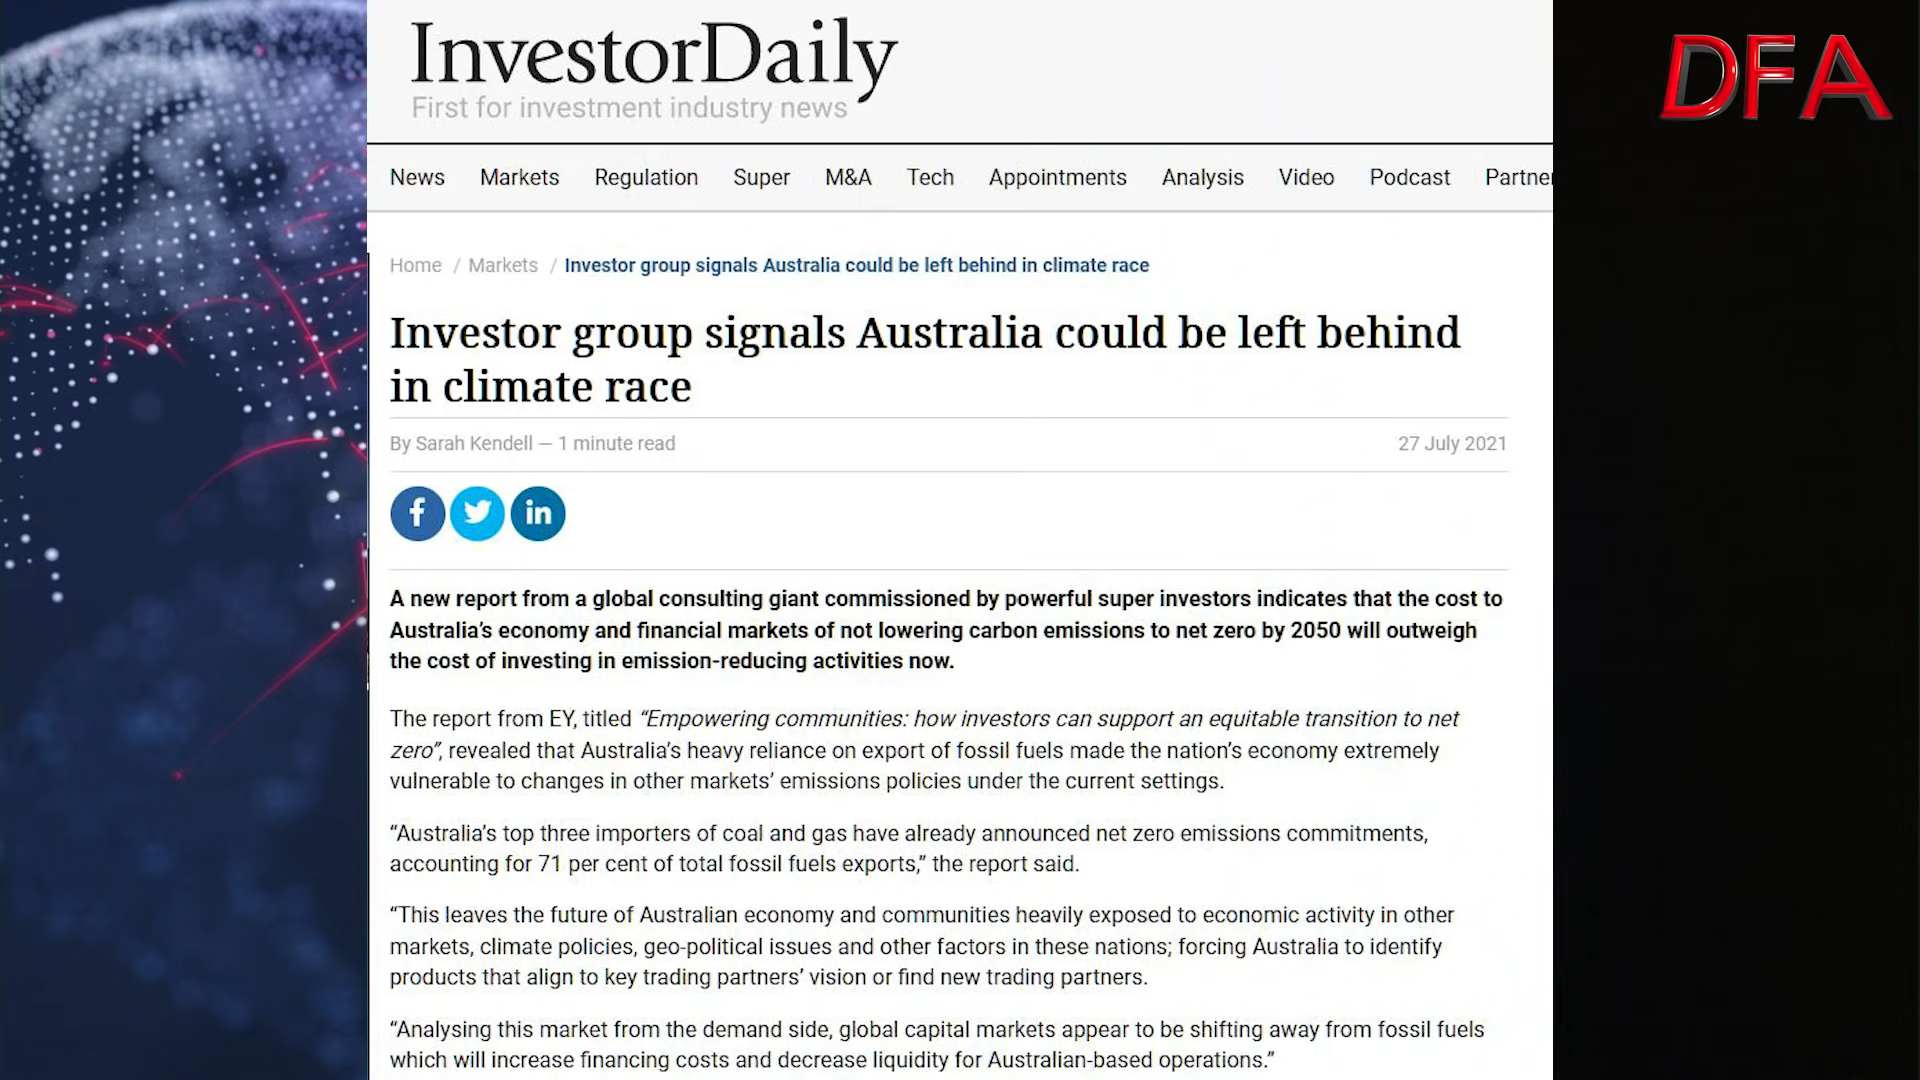 InvestorDaily
First for investment industry news
DFA
News Markets Regulation Super M&A Tech Appointments Analysis Video Podcast Partner
Home / Markets / Investor group signals Australia could be left behind in climate race
Investor group signals Australia could be left behind
in climate race
By Sarah Kendell — 1 minute read 27 July 2021
A new report from a global consulting giant commissioned by powerful super investors indicates that the cost to
Australia’s economy and financial markets of not lowering carbon emissions to net zero by 2050 will outweigh
the cost of investing in emission-reducing activities now.
The report from EY, titled “Empowering communities: how investors can support an equitable transition to net
zero”, revealed that Australia’s heavy reliance on export of fossil fuels made the nation’s economy extremely
vulnerable to changes in other markets’ emissions policies under the current settings.
“Australia’s top three importers of coal and gas have already announced net zero emissions commitments,
accounting for 71 per cent of total fossil fuels exports,” the report said.
“This leaves the future of Australian economy and communities heavily exposed to economic activity in other
markets, climate policies, geo-political issues and other factors in these nations; forcing Australia to identify
products that align to key trading partners’ vision or find new trading partners.
“Analysing this market from the demand side, global capital markets appear to be shifting away from fossil fuels
which will increase financing costs and decrease liquidity for Australian-based operations.”